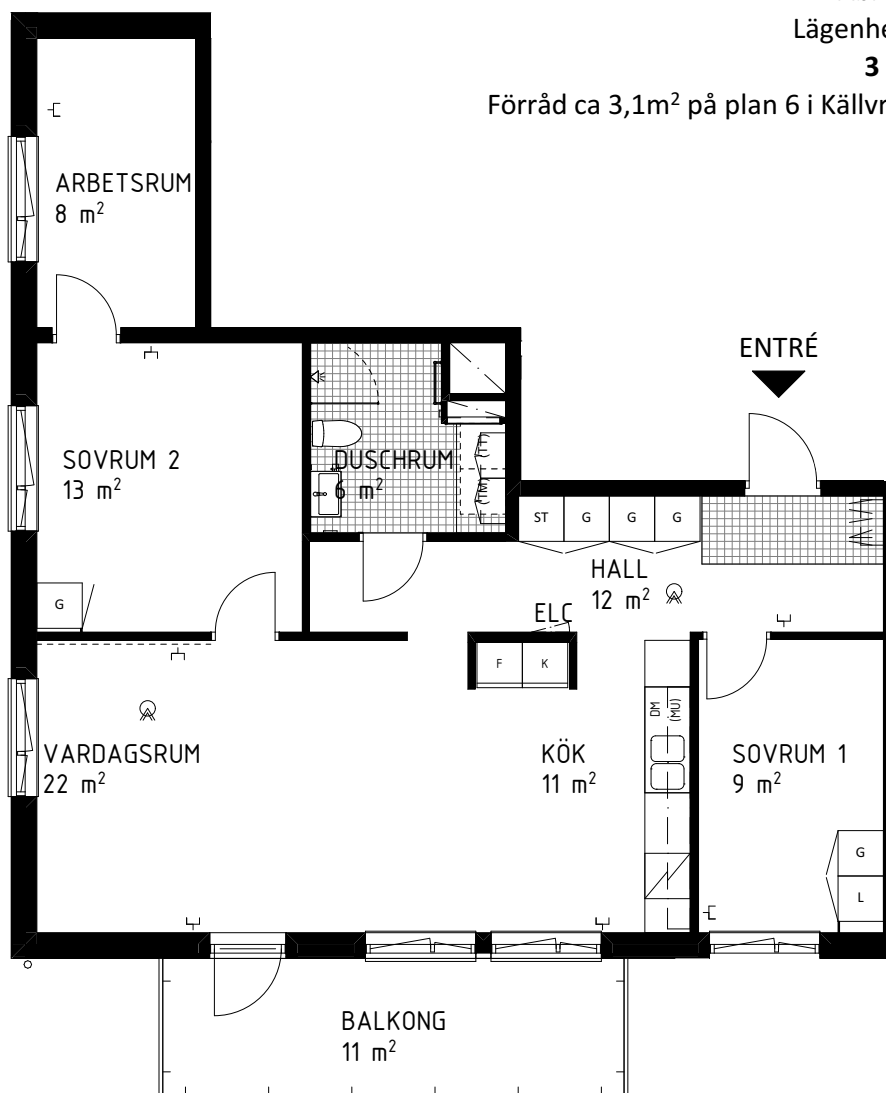 Lägenhe
3
Förråd ca 3,1m² på plan 6 i Källvr
ARBETSRUM
8 m²
ENTRÉ
SOVRUM 2
13 m²
DUSCHRUM
6 m²
(TT)
(TM)
ST G G G
HALL
12 m²
G
ELC
F K
DM
(MU)
VARDAGSRUM
22 m²
KÖK
11 m²
SOVRUM 1
9 m²
G
L
BALKONG
11 m²